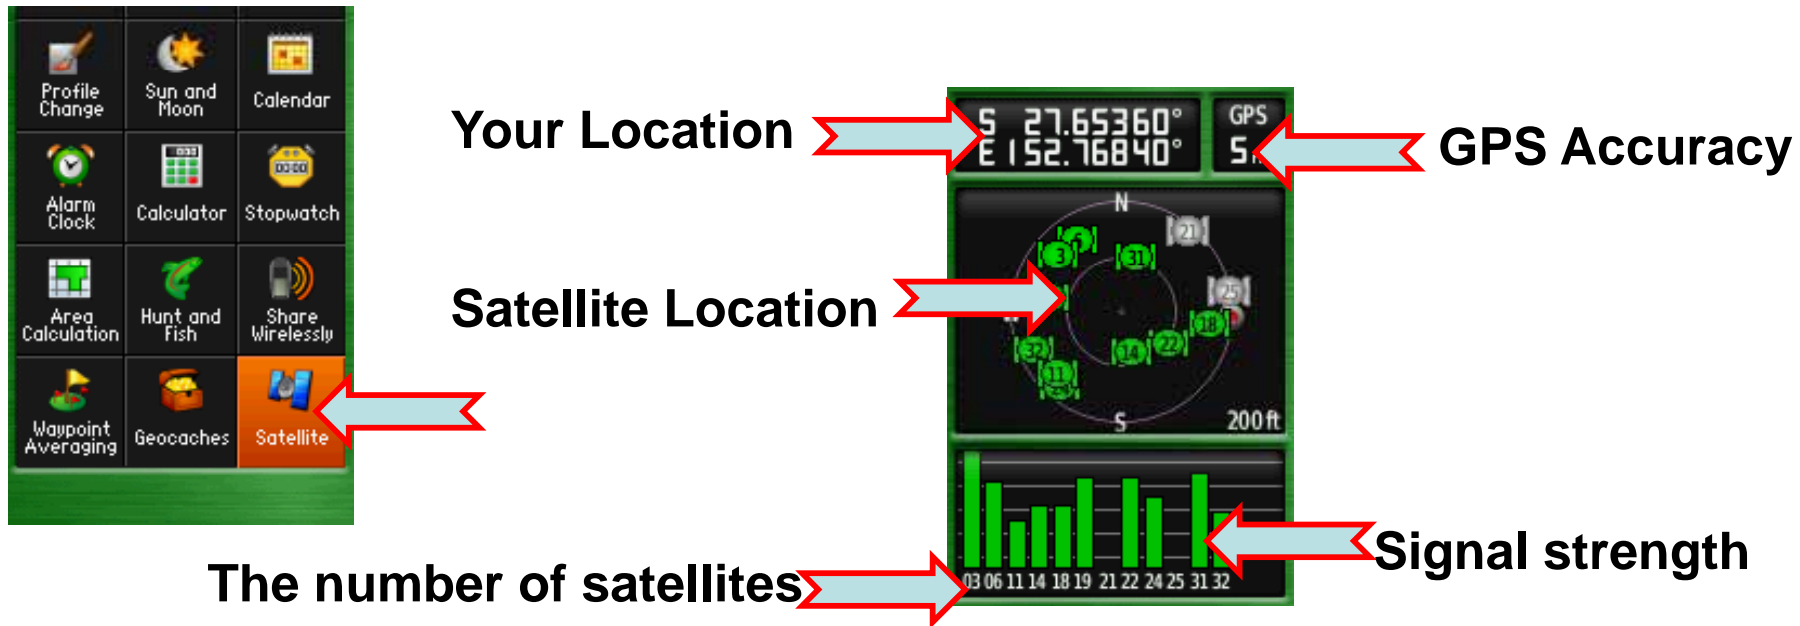 Profile
Change
Sun and
Moon
Calendar
Alarm
Clock
Calculator
Stopwatch
Area
Calculation
Hunt and
Fish
Share
Wirelessly
Waypoint
Averaging
Geocaches
Satellite
Your Location
S 27.65360°
E 152.76840°
GPS
5
GPS Accuracy
Satellite Location
N
21
3
31
25
18
22
14
32
11
S
200 ft
03 06 11 14 18 19 21 22 24 25 31 32
Signal strength
The number of satellites